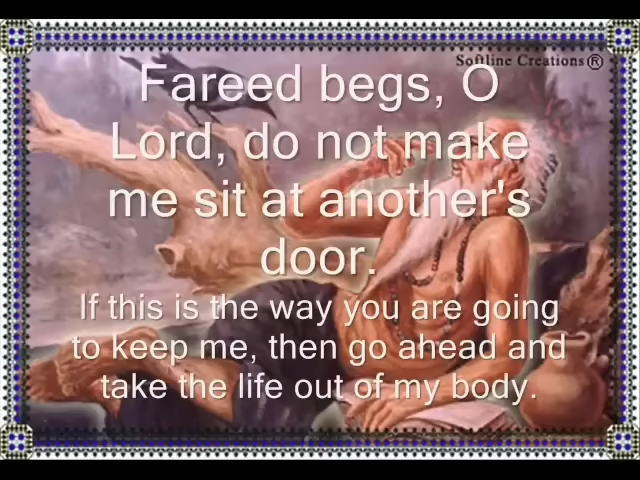 Softline Creations®
Fareed begs, O
Lord, do not make
me sit at another's
door.
If this is the way you are going
to keep me, then go ahead and
take the life out of my body.